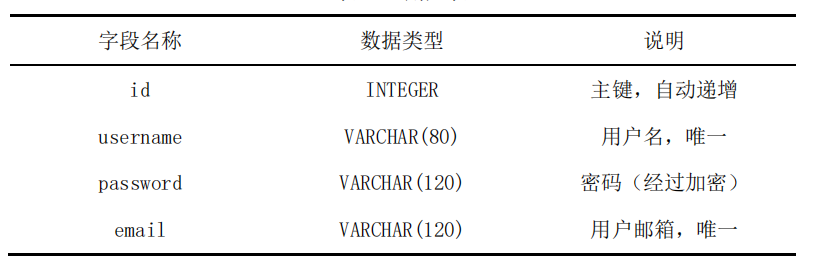 字段名称 数据类型 说明
id INTEGER 主键，自动递增
username VARCHAR(80) 用户名，唯一
password VARCHAR(120) 密码（经过加密）
email VARCHAR(120) 用户邮箱，唯一